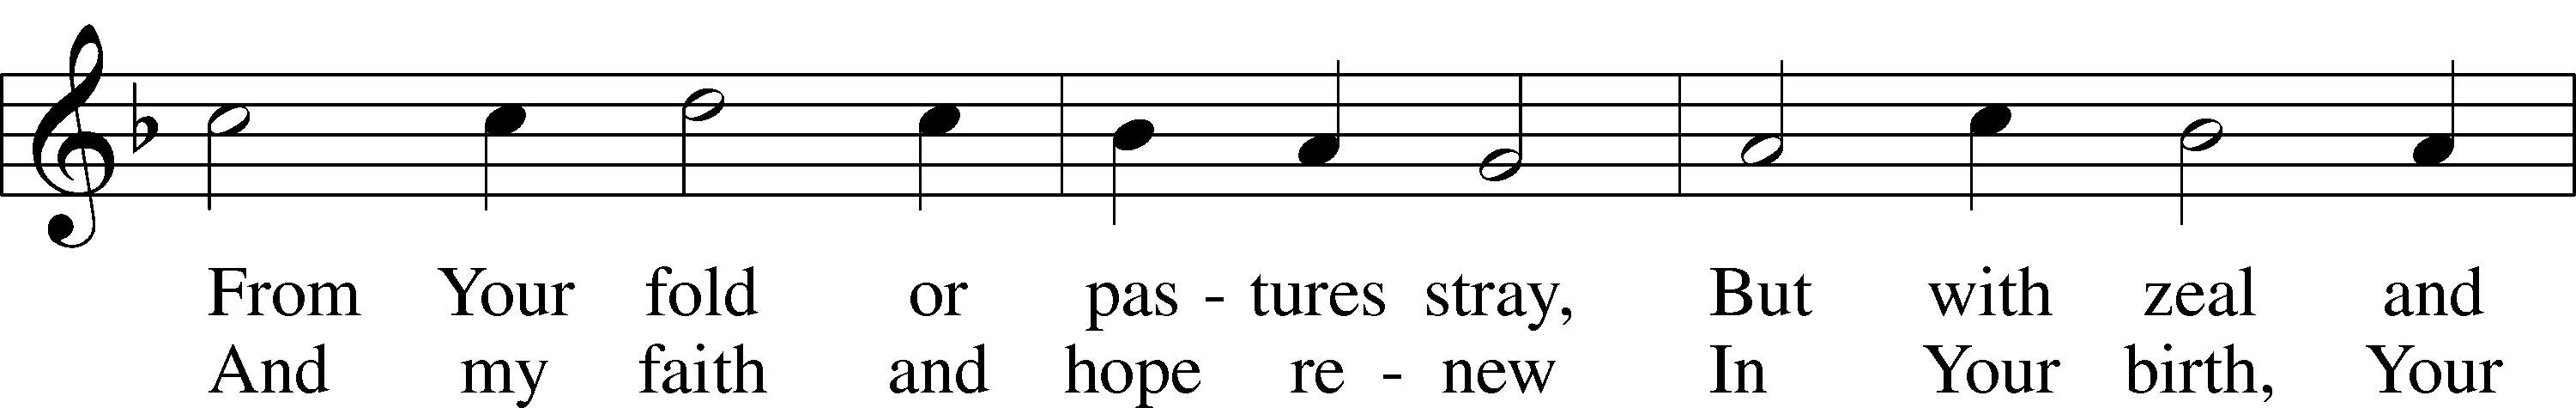 From Your fold or pas - tures stray, But with zeal and
And my faith and hope re - new In Your birth, Your